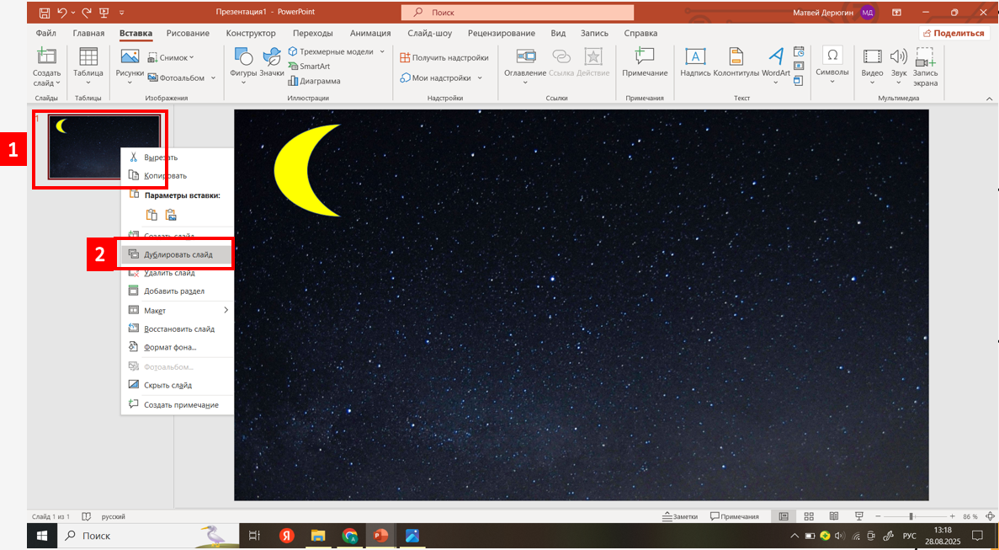 Презентация1 - PowerPoint
Поиск
Матвей Дерюгин
МД
Файл Главная Вставка Рисование Конструктор Переходы Анимация Слайд-шоу Рецензирование Вид Запись Справка
Поделиться
Создать слайд
Таблица
Рисунки
Снимок
Фотоальбом
Фигуры
Значки
Трехмерные модели
SmartArt
Диаграмма
Получить надстройки
Мои надстройки
Оглавление
Ссылка
Действие
Примечание
Надпись
Колонтитулы
WordArt
Символы
Видео
Звук
Запись экрана
Слайды Таблицы Изображения Иллюстрации Надстройки Ссылки Примечания Текст Мультимедиа
1
1
Вырезать
Копировать
Параметры вставки:
Создать слайд
2
Дублировать слайд
Удалить слайд
Добавить раздел
Макет
Восстановить слайд
Формат фона...
Фотоальбом...
Скрыть слайд
Создать примечание
Слайд 1 из 1
русский
Заметки
Примечания
86 %
Поиск
Я
РУС
13:18
28.08.2025